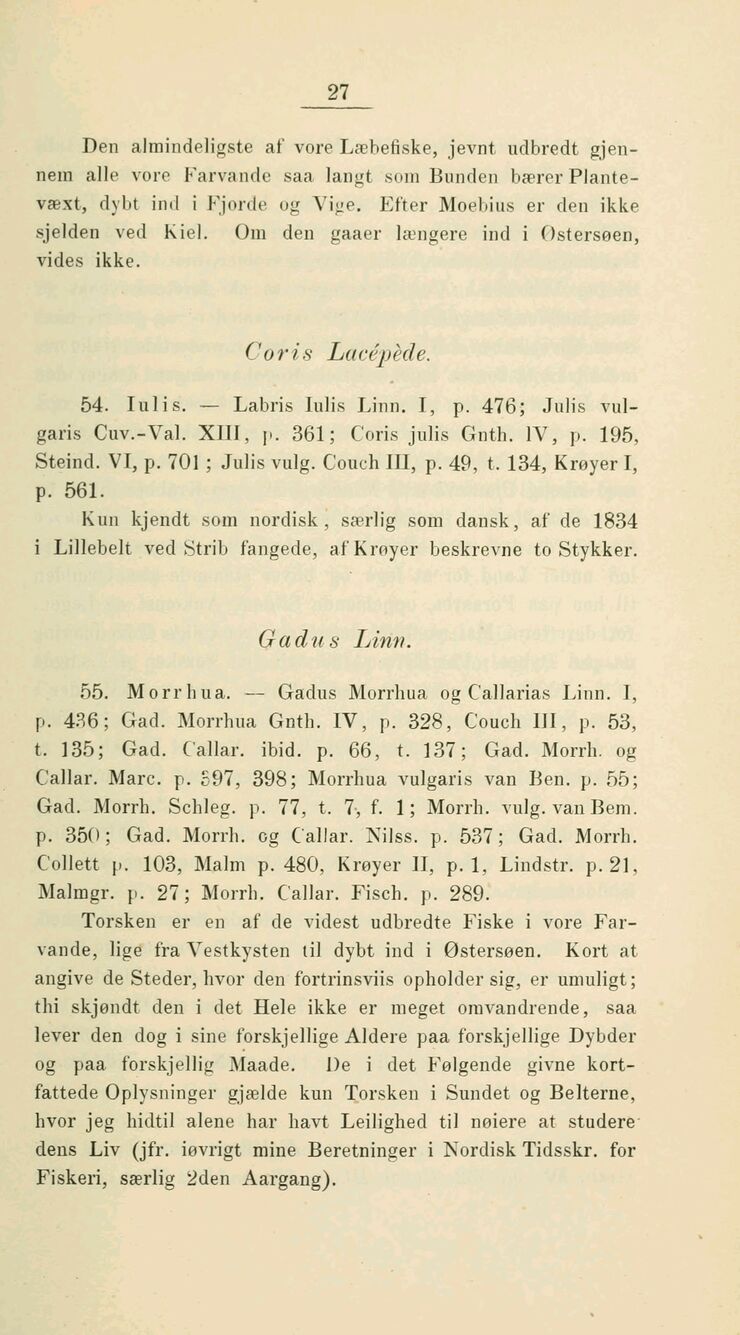 27
Den almindeligste af vore Læbefiske, jevnt udbredt gjen-
nem alle vore Farvande saa langt som Bunden bærer Plante-
væxt, dybt ind i Fjorde og Vige. Efter Moebius er den ikke
sjelden ved Kiel. Om den gaaer længere ind i Østersøen,
vides ikke.
Coris Lacépède.
54. Iulis. — Labris Iulis Linn. I, p. 476; Julis vul-
garis Cuv.-Val. XIII, p. 361; Coris julis Gnth. IV, p. 195,
Steind. VI, p. 701; Julis vulg. Couch III, p. 49, t. 134, Krøyer I,
p. 561.
Kun kjendt som nordisk, særlig som dansk, af de 1834
i Lillebelt ved Strib fangede, af Krøyer beskrevne to Stykker.
Gadus Linn.
55. Morrhua. — Gadus Morrhua og Callarias Linn. I,
p. 436; Gad. Morrhua Gnth. IV, p. 328, Couch III, p. 53,
t. 135; Gad. Callar. ibid. p. 66, t. 137; Gad. Morrh. og
Callar. Marc. p. 397, 398; Morrhua vulgaris van Ben. p. 55;
Gad. Morrh. Schleg. p. 77, t. 7, f. 1; Morrh. vulg. van Bem.
p. 350; Gad. Morrh. og Callar. Nilss. p. 537; Gad. Morrh.
Collett p. 103, Malm p. 480, Krøyer II, p. 1, Lindstr. p. 21,
Malmgr. p. 27; Morrh. Callar. Fisch. p. 289.
Torsken er en af de videst udbredte Fiske i vore Far-
vande, lige fra Vestkysten til dybt ind i Østersøen. Kort at
angive de Steder, hvor den fortrinsviis opholder sig, er umuligt;
thi skjøndt den i det Hele ikke er meget omvandrende, saa
lever den dog i sine forskjellige Aldere paa forskjellige Dybder
og paa forskjellig Maade. De i det Følgende givne kort-
fattede Oplysninger gjælde kun Torsken i Sundet og Belterne,
hvor jeg hidtil alene har havt Leilighed til nøiere at studere
dens Liv (jfr. iøvrigt mine Beretninger i Nordisk Tidsskr. for
Fiskeri, særlig 2den Aargang).